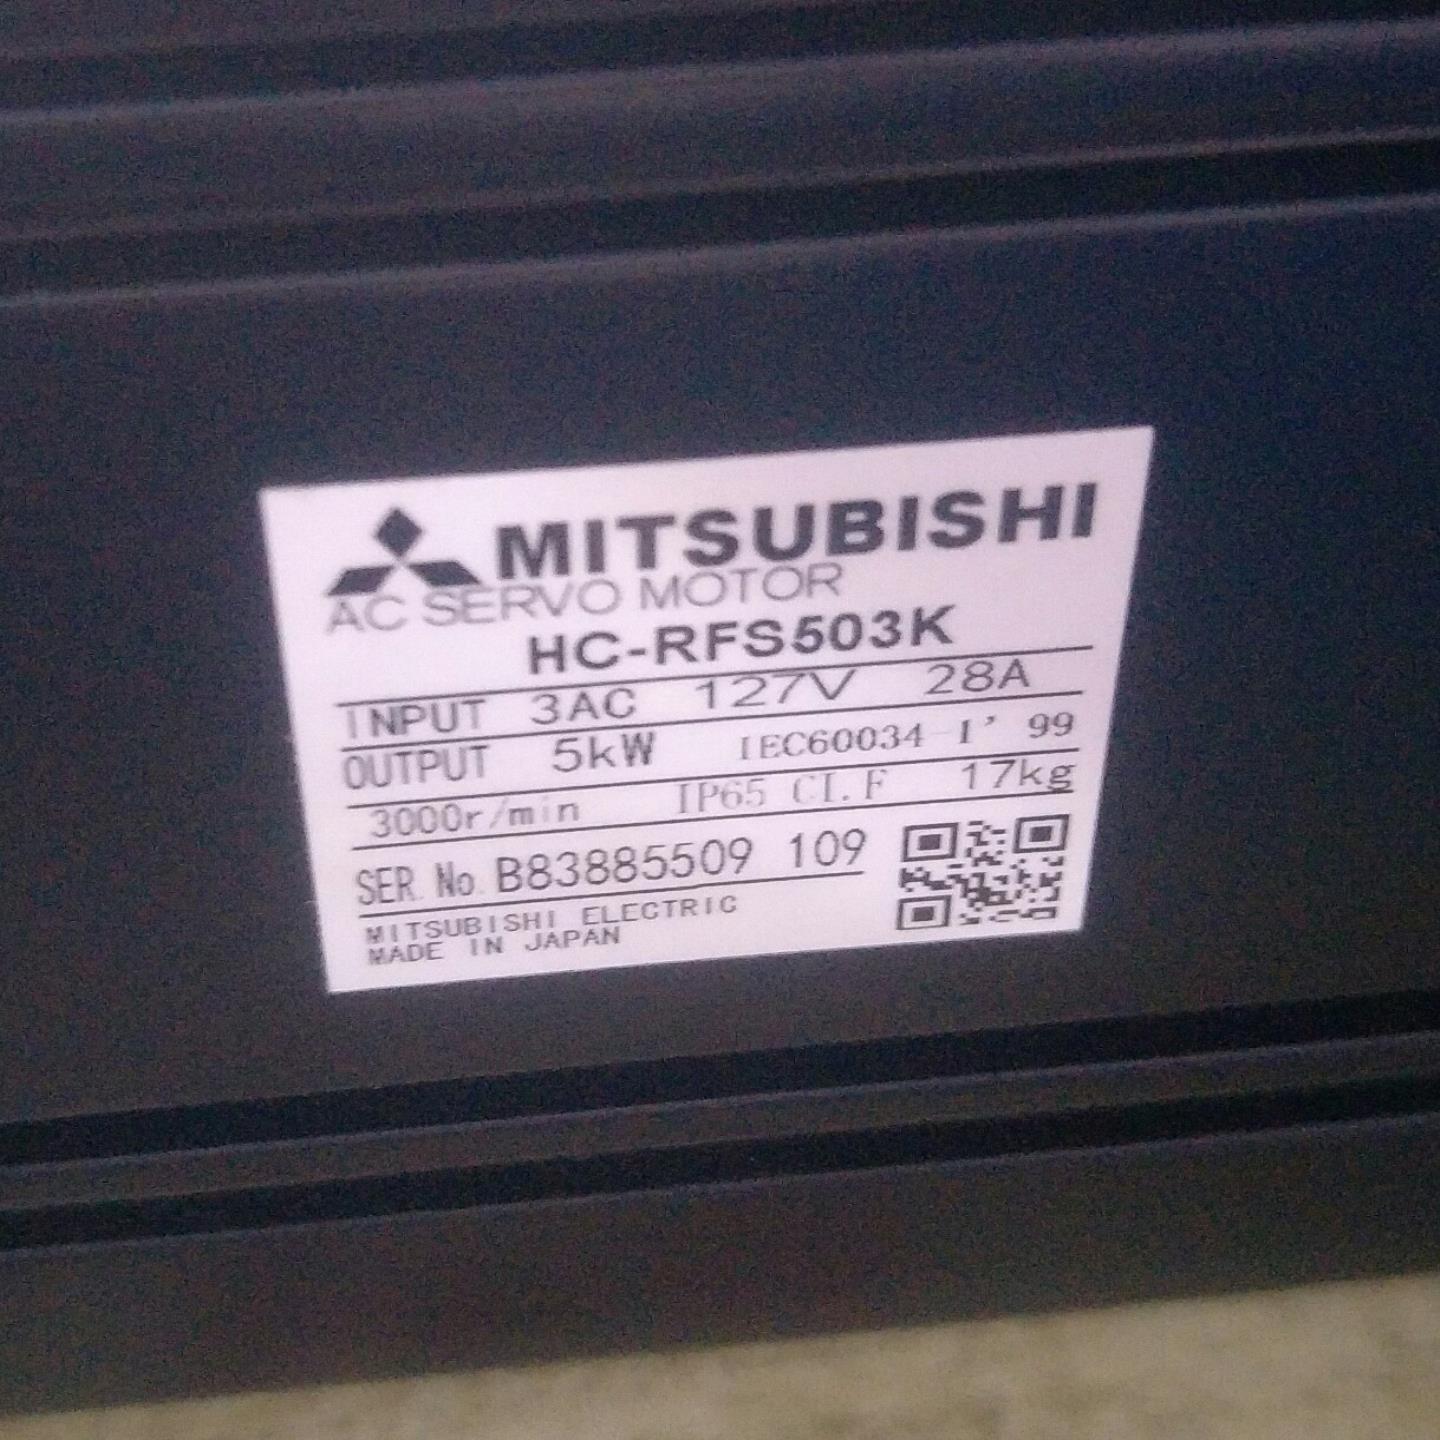 MITSUBISHI
AC SERVO MOTOR
HC-RFS503K
INPUT 3AC 127V 28A
OUTPUT 5kW IEC60034-1'99
3000r/min IP65 CI.F 17kg
SER.No.B83885509 109
MITSUBISHI ELECTRIC
MADE IN JAPAN